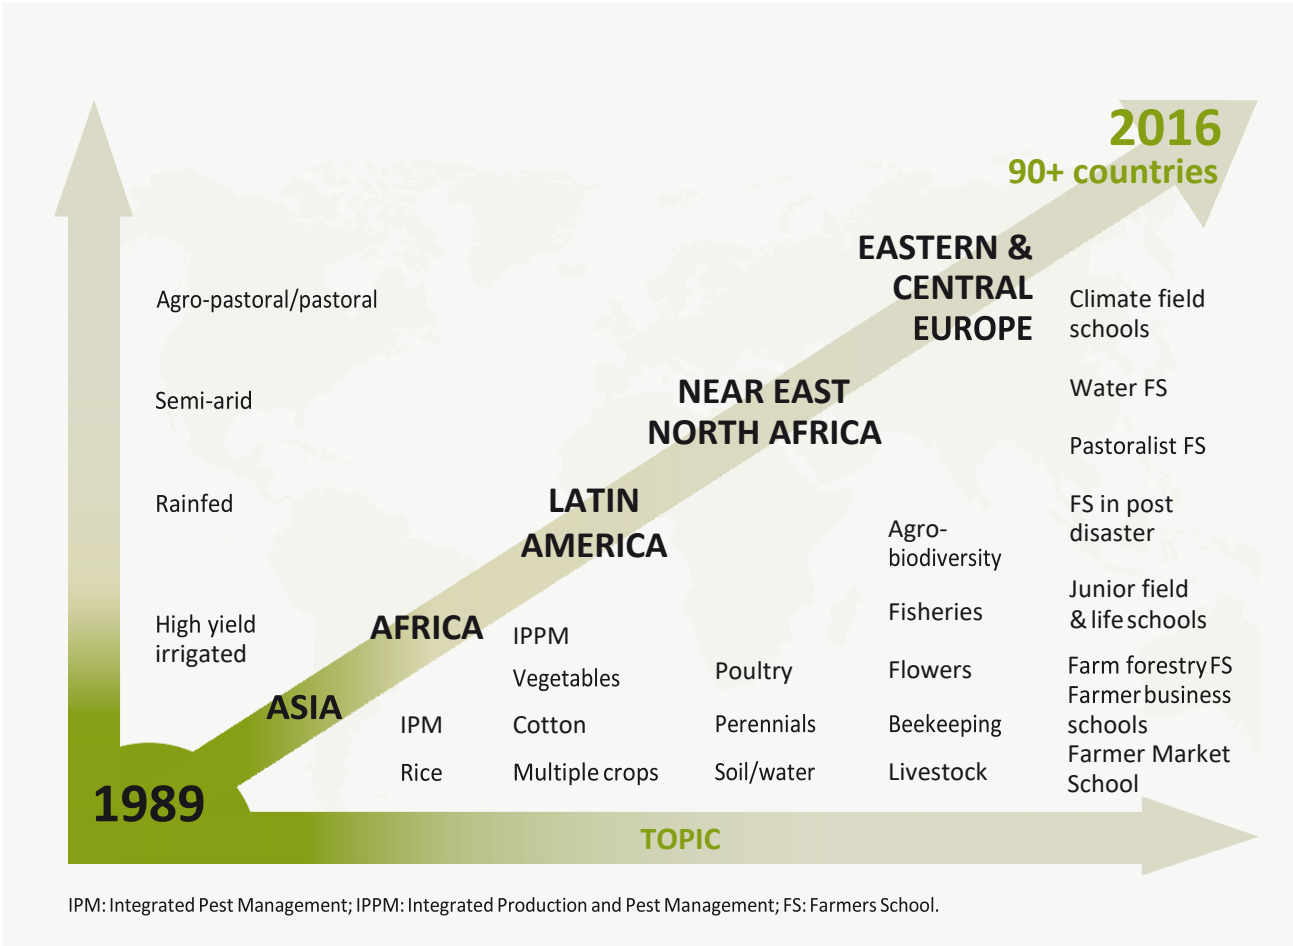 2016
90+ countries
EASTERN &
CENTRAL
EUROPE
NEAR EAST
NORTH AFRICA
LATIN
AMERICA
AFRICA
ASIA
1989
Agro-pastoral/pastoral
Semi-arid
Rainfed
High yield
irrigated
IPM
Rice
IPPM
Vegetables
Cotton
Multiple crops
Poultry
Perennials
Soil/water
Agro-
biodiversity
Fisheries
Flowers
Beekeeping
Livestock
Climate field
schools
Water FS
Pastoralist FS
FS in post
disaster
Junior field
& life schools
Farm forestry FS
Farmer business
schools
Farmer Market
School
TOPIC
IPM: Integrated Pest Management; IPPM: Integrated Production and Pest Management; FS: Farmers School.